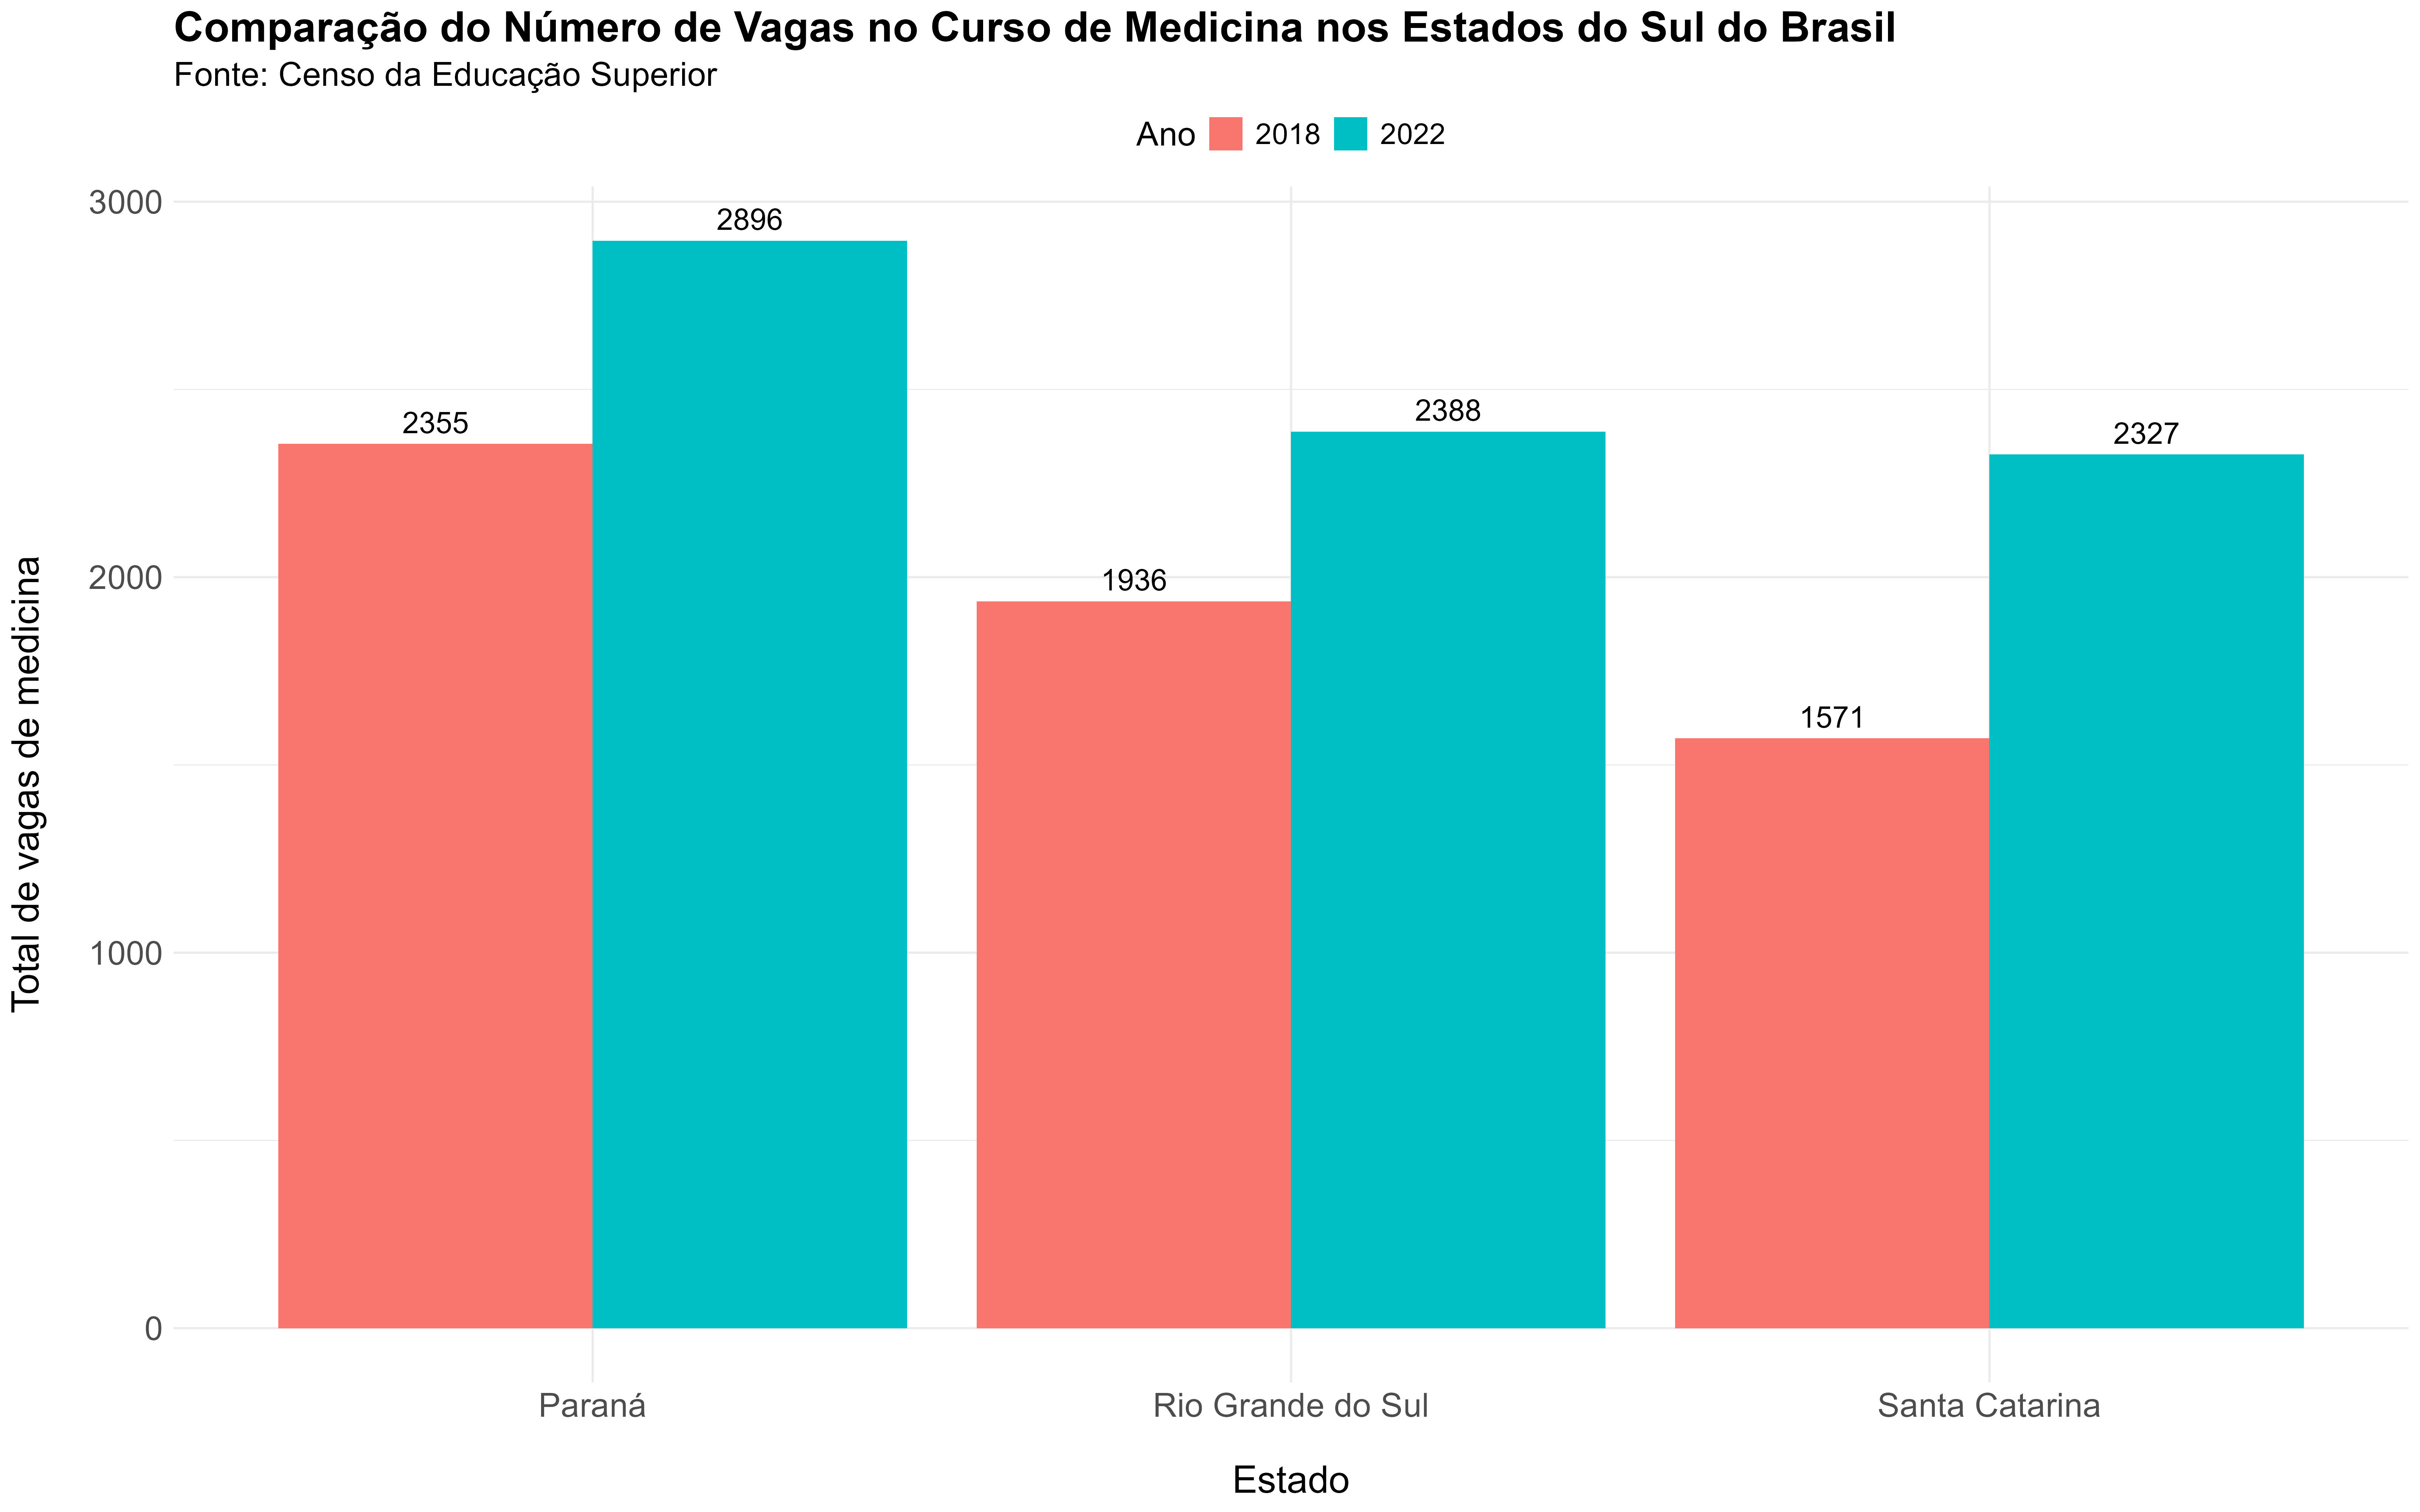 Comparação do Número de Vagas no Curso de Medicina nos Estados do Sul do Brasil
Fonte: Censo da Educação Superior
Ano 2018 2022
Total de vagas de medicina
3000
2000
1000
0
2355
2896
1936
2388
1571
2327
Paraná
Rio Grande do Sul
Santa Catarina
Estado